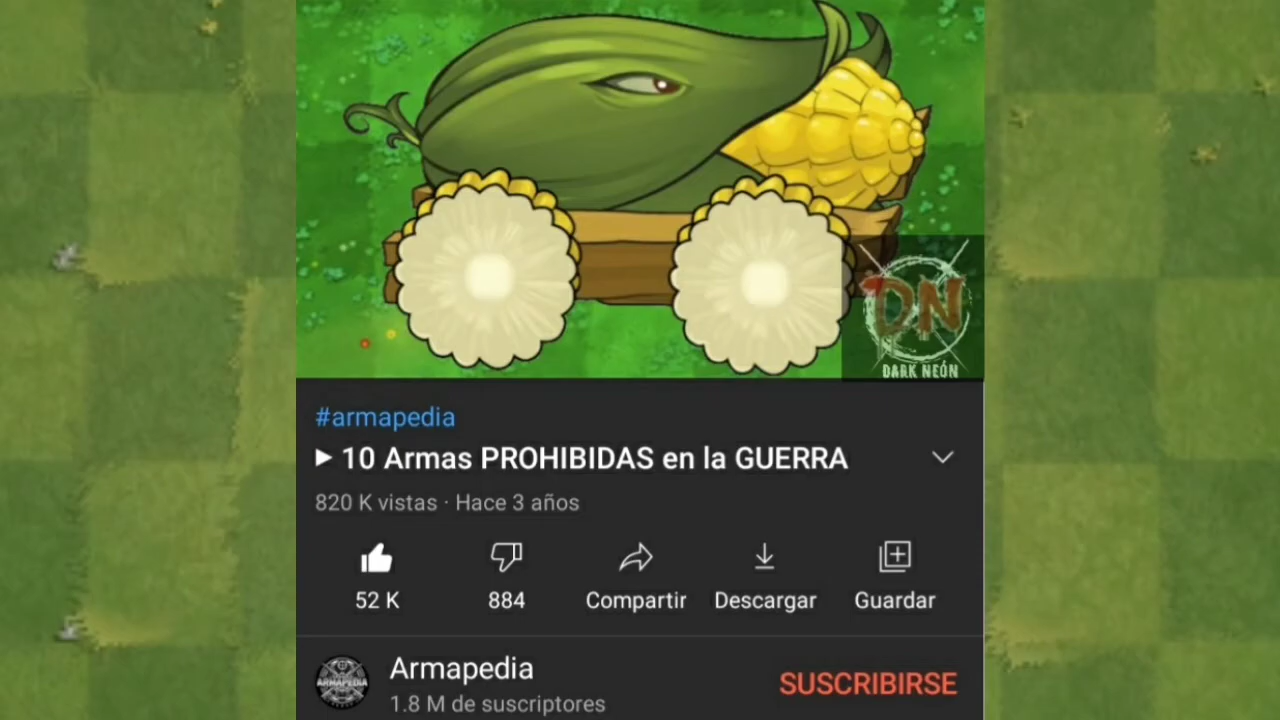 DN
DARK NEÓN
#armapedia
▶ 10 Armas PROHIBIDAS en la GUERRA
820 K vistas · Hace 3 años
52 K
884
Compartir
Descargar
Guardar
ARMAPEDIA
Armapedia
SUSCRIBIRSE
1.8 M de suscriptores